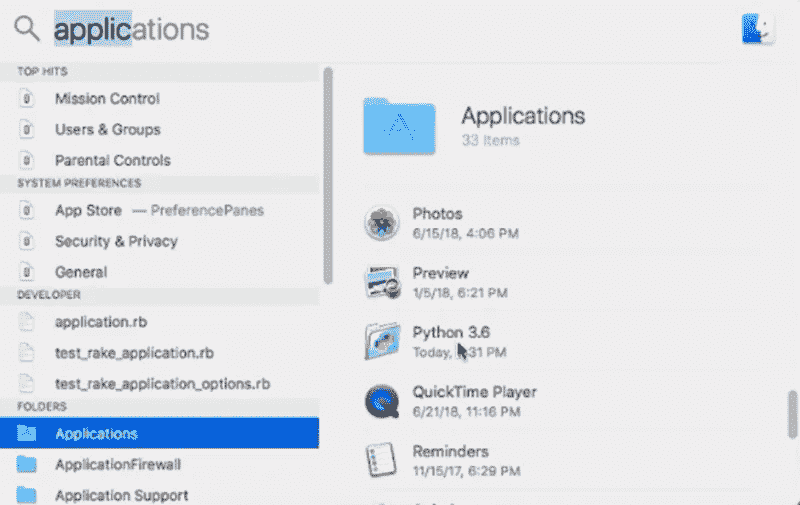 applications
TOP HITS
Mission Control
Users & Groups
Parental Controls
SYSTEM PREFERENCES
App Store — PreferencePanes
Security & Privacy
General
DEVELOPER
application.rb
test_rake_application.rb
test_rake_application_options.rb
FOLDERS
Applications
ApplicationFirewall
Application Support
Applications
33 Items
Photos
6/15/18, 4:06 PM
Preview
1/5/18, 6:21 PM
Python 3.6
Today, :31 PM
QuickTime Player
6/21/18, 11:16 PM
Reminders
11/15/17, 6:29 PM